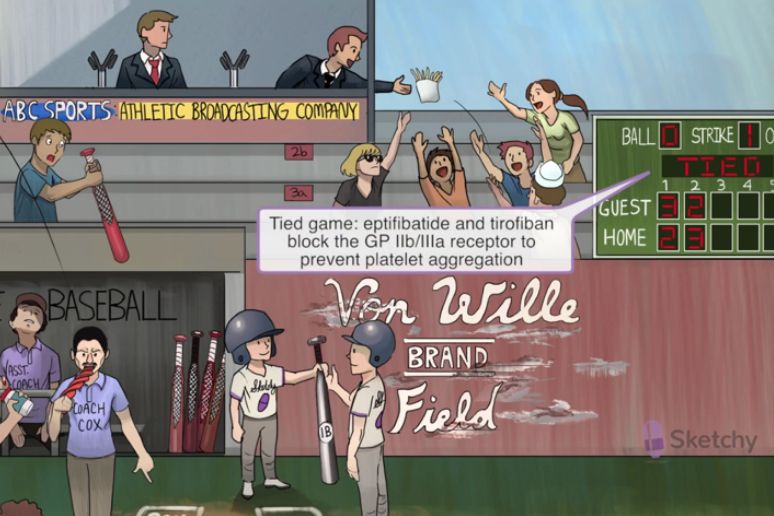 ABC SPORTS: ATHLETIC BROADCASTING COMPANY
BALL 0 STRIKE 1 O
TIED
2b
3a
1 2 3 4 5
GUEST 3 2
HOME 2 3
Tied game: eptifibatide and tirofiban
block the GP IIb/IIIa receptor to
prevent platelet aggregation
E BASEBALL
Von Wille
BRAND
Field
ASST.
COACH
COACH
COX
Sketchy
IB
Sketchy